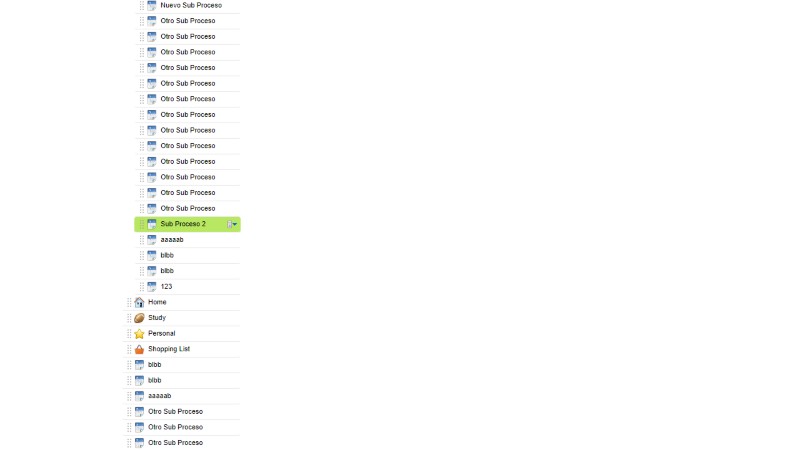 Nuevo Sub Proceso
Otro Sub Proceso
Otro Sub Proceso
Otro Sub Proceso
Otro Sub Proceso
Otro Sub Proceso
Otro Sub Proceso
Otro Sub Proceso
Otro Sub Proceso
Otro Sub Proceso
Otro Sub Proceso
Otro Sub Proceso
Otro Sub Proceso
Otro Sub Proceso
Sub Proceso 2
aaaaab
blbb
blbb
123
Home
Study
Personal
Shopping List
blbb
blbb
aaaaab
Otro Sub Proceso
Otro Sub Proceso
Otro Sub Proceso